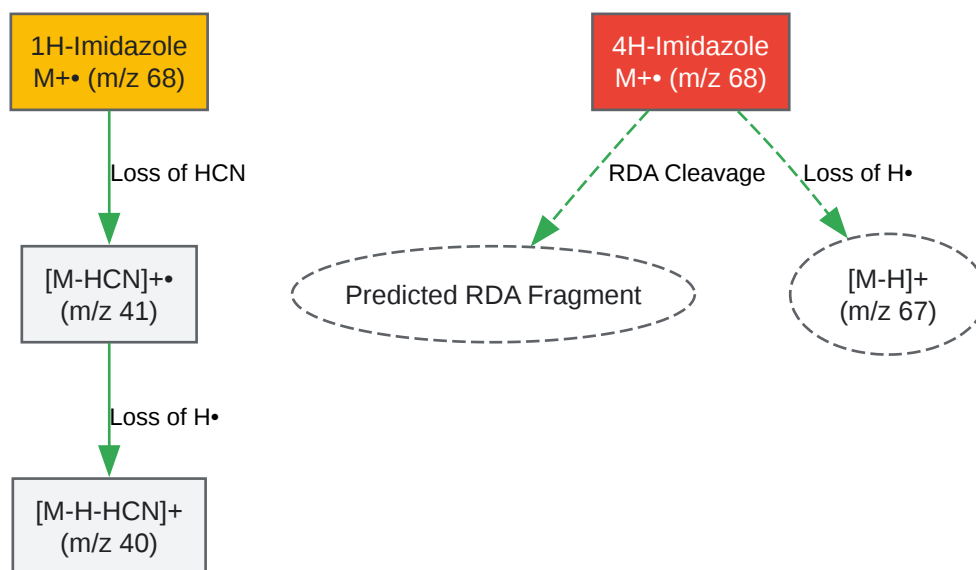 1H-Imidazole
M+• (m/z 68)
4H-Imidazole
M+• (m/z 68)
Loss of HCN
RDA Cleavage
Loss of H•
[M-HCN]+•
(m/z 41)
Predicted RDA Fragment
[M-H]+
(m/z 67)
Loss of H•
[M-H-HCN]+
(m/z 40)